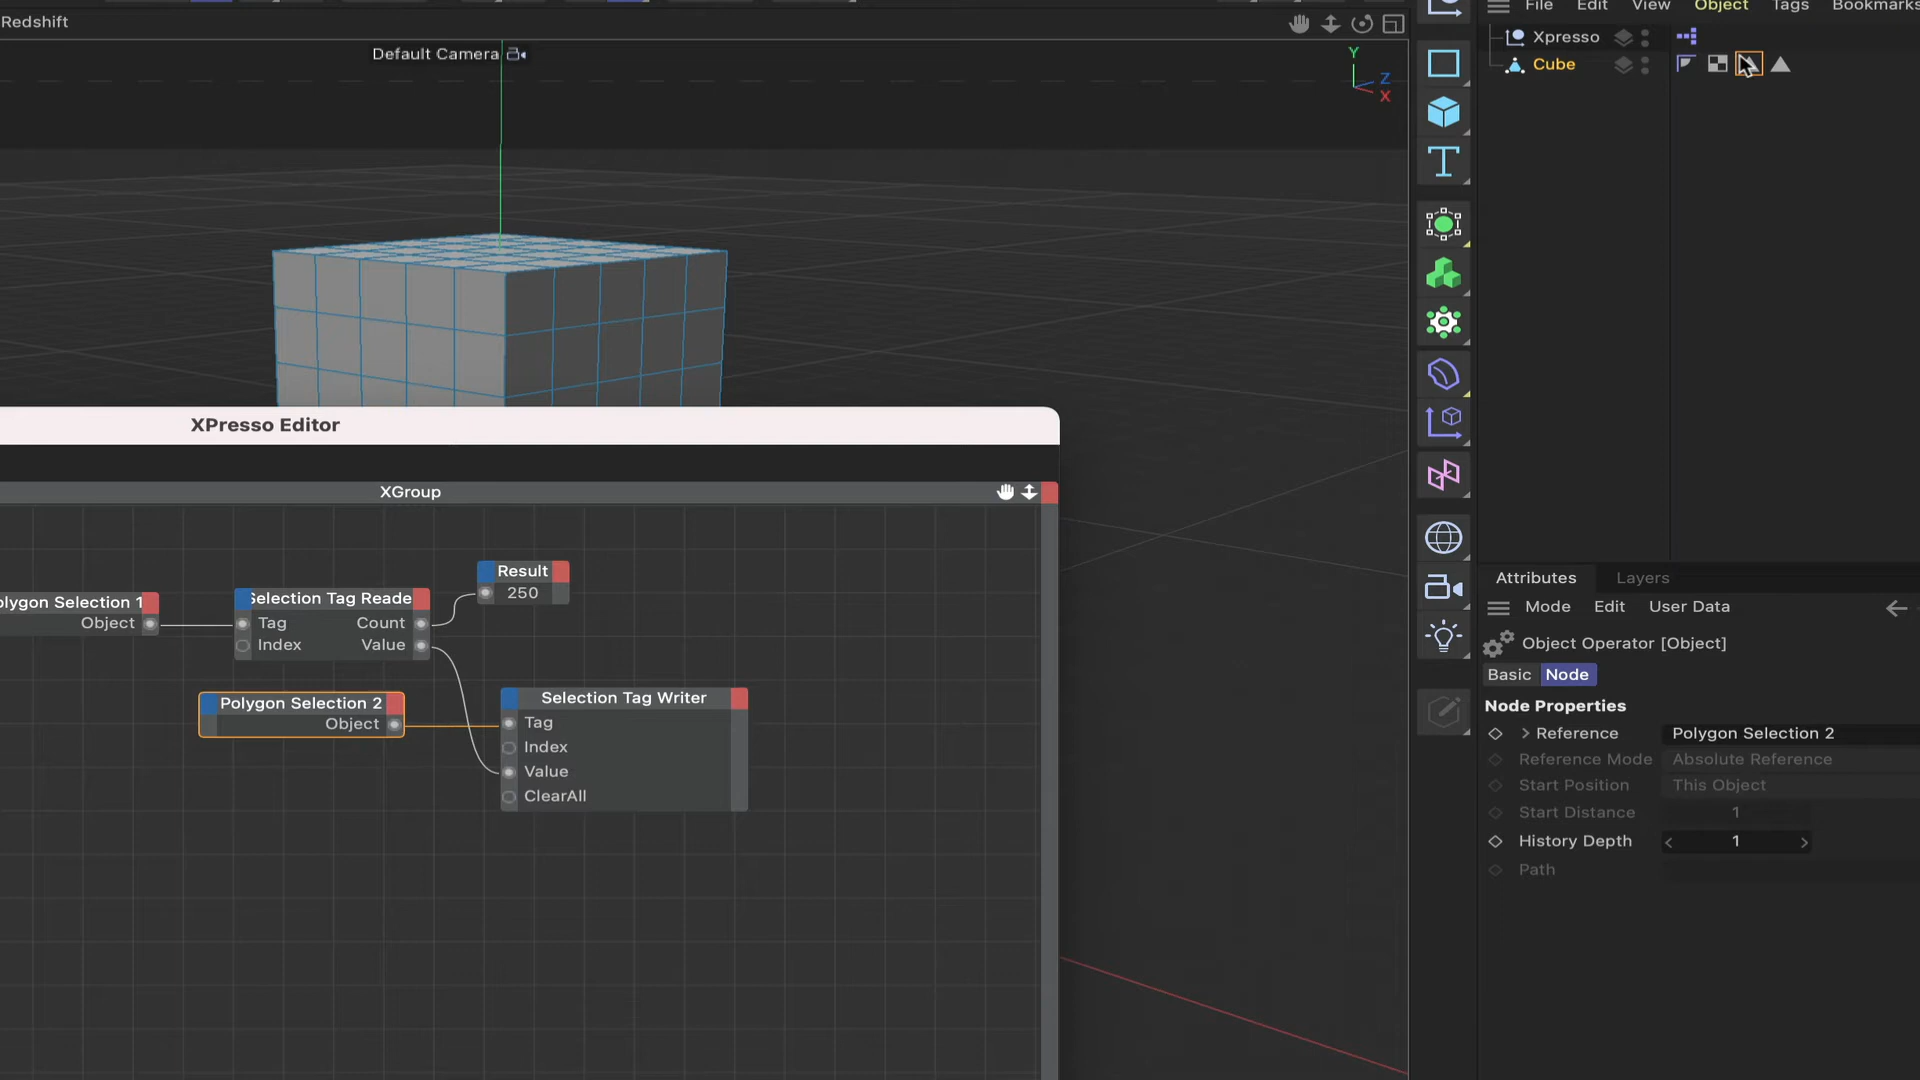 Redshift
File Edit View Object Tags Bookmarks
Default Camera
Y
Z
X
Xpresso
Cube
XPresso Editor
XGroup
Result
250
olygon Selection 1
Object
Selection Tag Reade
Tag Count
Index Value
Polygon Selection 2
Object
Selection Tag Writer
Tag
Index
Value
ClearAll
Attributes Layers
Mode Edit User Data
Object Operator [Object]
Basic Node
Node Properties
> Reference Polygon Selection 2
Reference Mode Absolute Reference
Start Position This Object
Start Distance 1
History Depth < 1 >
Path